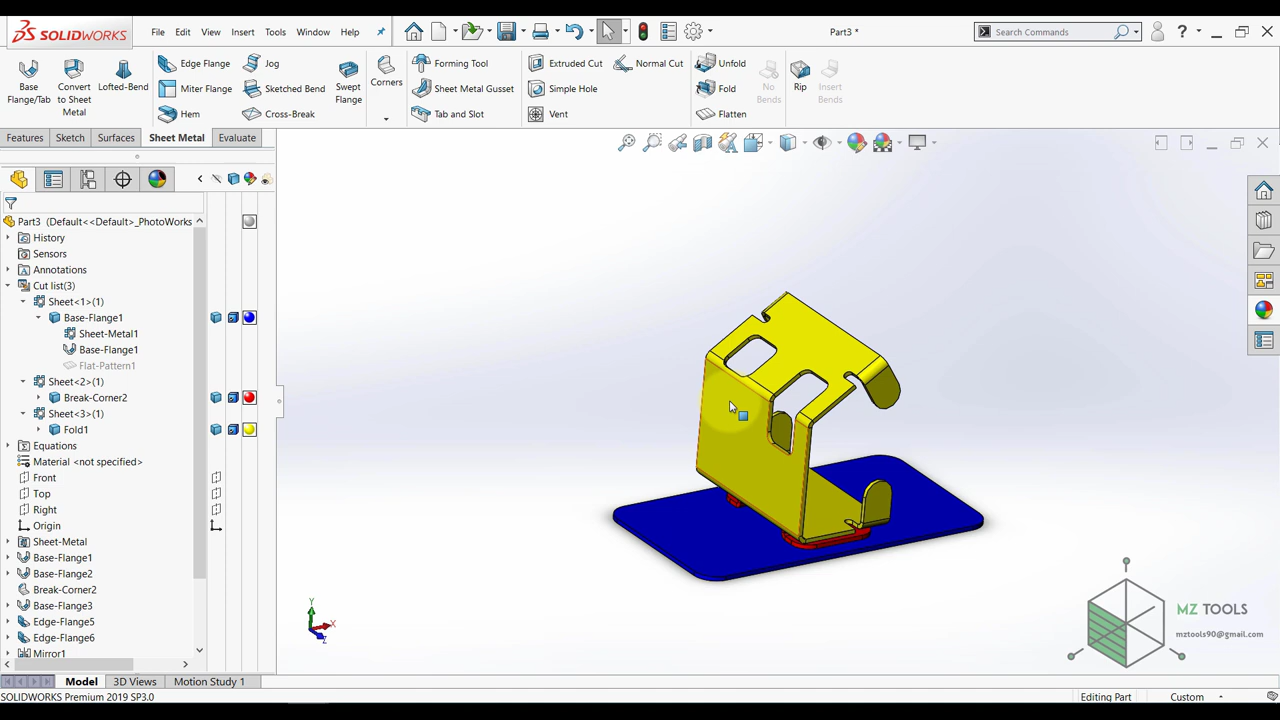 SOLIDWORKS
File Edit View Insert Tools Window Help
Part3 *
Search Commands
Base Flange/Tab
Convert to Sheet Metal
Lofted-Bend
Edge Flange
Miter Flange
Hem
Jog
Sketched Bend
Cross-Break
Swept Flange
Corners
Forming Tool
Sheet Metal Gusset
Tab and Slot
Extruded Cut
Simple Hole
Vent
Normal Cut
Unfold
Fold
Flatten
No Bends
Rip
Insert Bends
Features Sketch Surfaces Sheet Metal Evaluate
Part3 (Default<<Default>_PhotoWorks
History
Sensors
Annotations
Cut list(3)
Sheet<1>(1)
Base-Flange1
Sheet-Metal1
Base-Flange1
Flat-Pattern1
Sheet<2>(1)
Break-Corner2
Sheet<3>(1)
Fold1
Equations
Material <not specified>
Front
Top
Right
Origin
Sheet-Metal
Base-Flange1
Base-Flange2
Break-Corner2
Base-Flange3
Edge-Flange5
Edge-Flange6
Mirror1
Y
X
Z
MZ TOOLS
mztools90@gmail.com
Model 3D Views Motion Study 1
SOLIDWORKS Premium 2019 SP3.0
Editing Part Custom